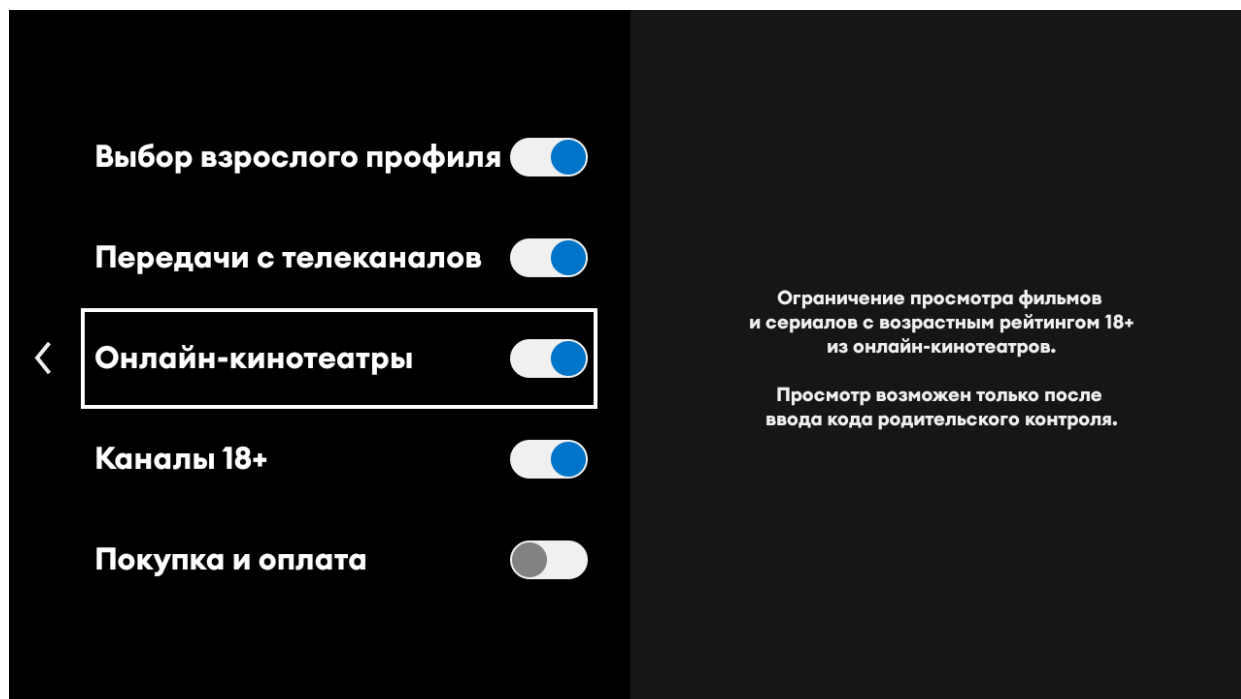 Выбор взрослого профиля
Передачи с телеканалов
Онлайн-кинотеатры
Каналы 18+
Покупка и оплата
Ограничение просмотра фильмов
и сериалов с возрастным рейтингом 18+
из онлайн-кинотеатров.
Просмотр возможен только после
ввода кода родительского контроля.